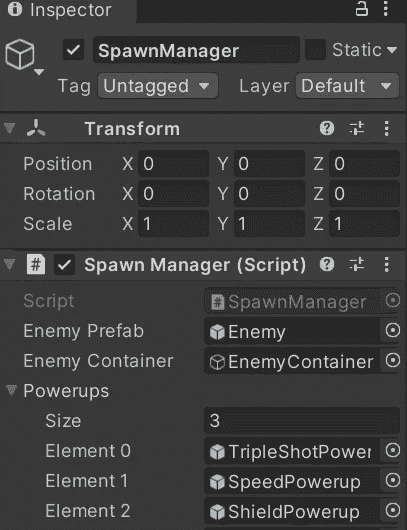 Inspector
SpawnManager Static
Tag Untagged Layer Default
Transform
Position X 0 Y 0 Z 0
Rotation X 0 Y 0 Z 0
Scale X 1 Y 1 Z 1
# Spawn Manager (Script)
Script # SpawnManager
Enemy Prefab Enemy
Enemy Container EnemyContainer
Powerups
Size 3
Element 0 TripleShotPower
Element 1 SpeedPowerup
Element 2 ShieldPowerup